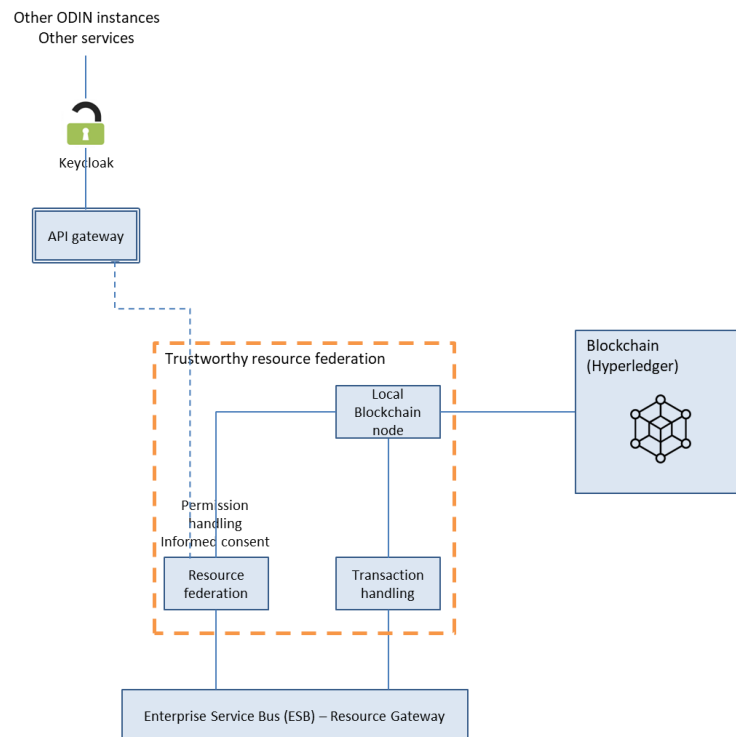 Other ODIN instances
Other services
Keycloak
API gateway
Trustworthy resource federation
Blockchain
(Hyperledger)
Local
Blockchain
node
Permission
handling
Informed consent
Resource
federation
Transaction
handling
Enterprise Service Bus (ESB) – Resource Gateway